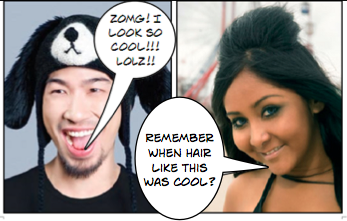 ZOMG! I
LOOK SO
COOL!!!
LOLZ!!
REMEMBER
WHEN HAIR
LIKE THIS
WAS COOL?